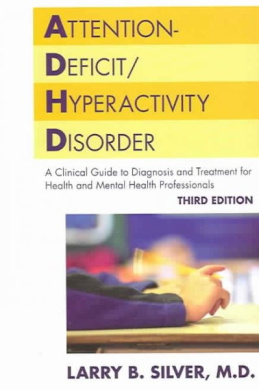 ATTENTION-
DEFICIT/
HYPERACTIVITY
DISORDER
A Clinical Guide to Diagnosis and Treatment for
Health and Mental Health Professionals
THIRD EDITION
LARRY B. SILVER, M.D.